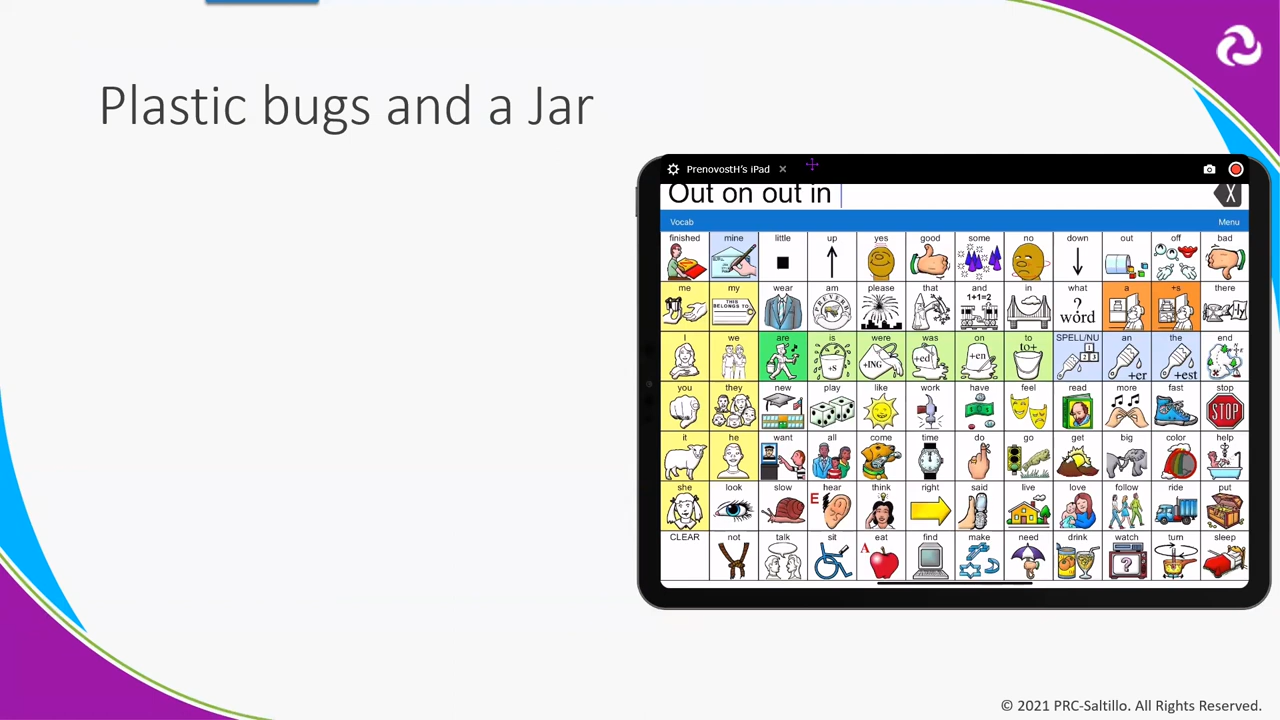 Plastic bugs and a Jar
PrenovostH's iPad
Out on out in
X
Vocab Menu
finished mine little up yes good some no down out off bad
me my wear am please that and in what a +s there
THIS BELONGS TO PREVERB 1+1=2 ? word
I we are is were was on to SPELL/NU an the end
+s +ING +ed +en to+ 1 2 3 +er +est
you they new play like work have feel read more fast stop
STOP
it he want all come time do go get big color help
she look slow hear think right said live love follow ride put
E
CLEAR not talk sit eat find make need drink watch turn sleep
A ?
© 2021 PRC-Saltillo. All Rights Reserved.